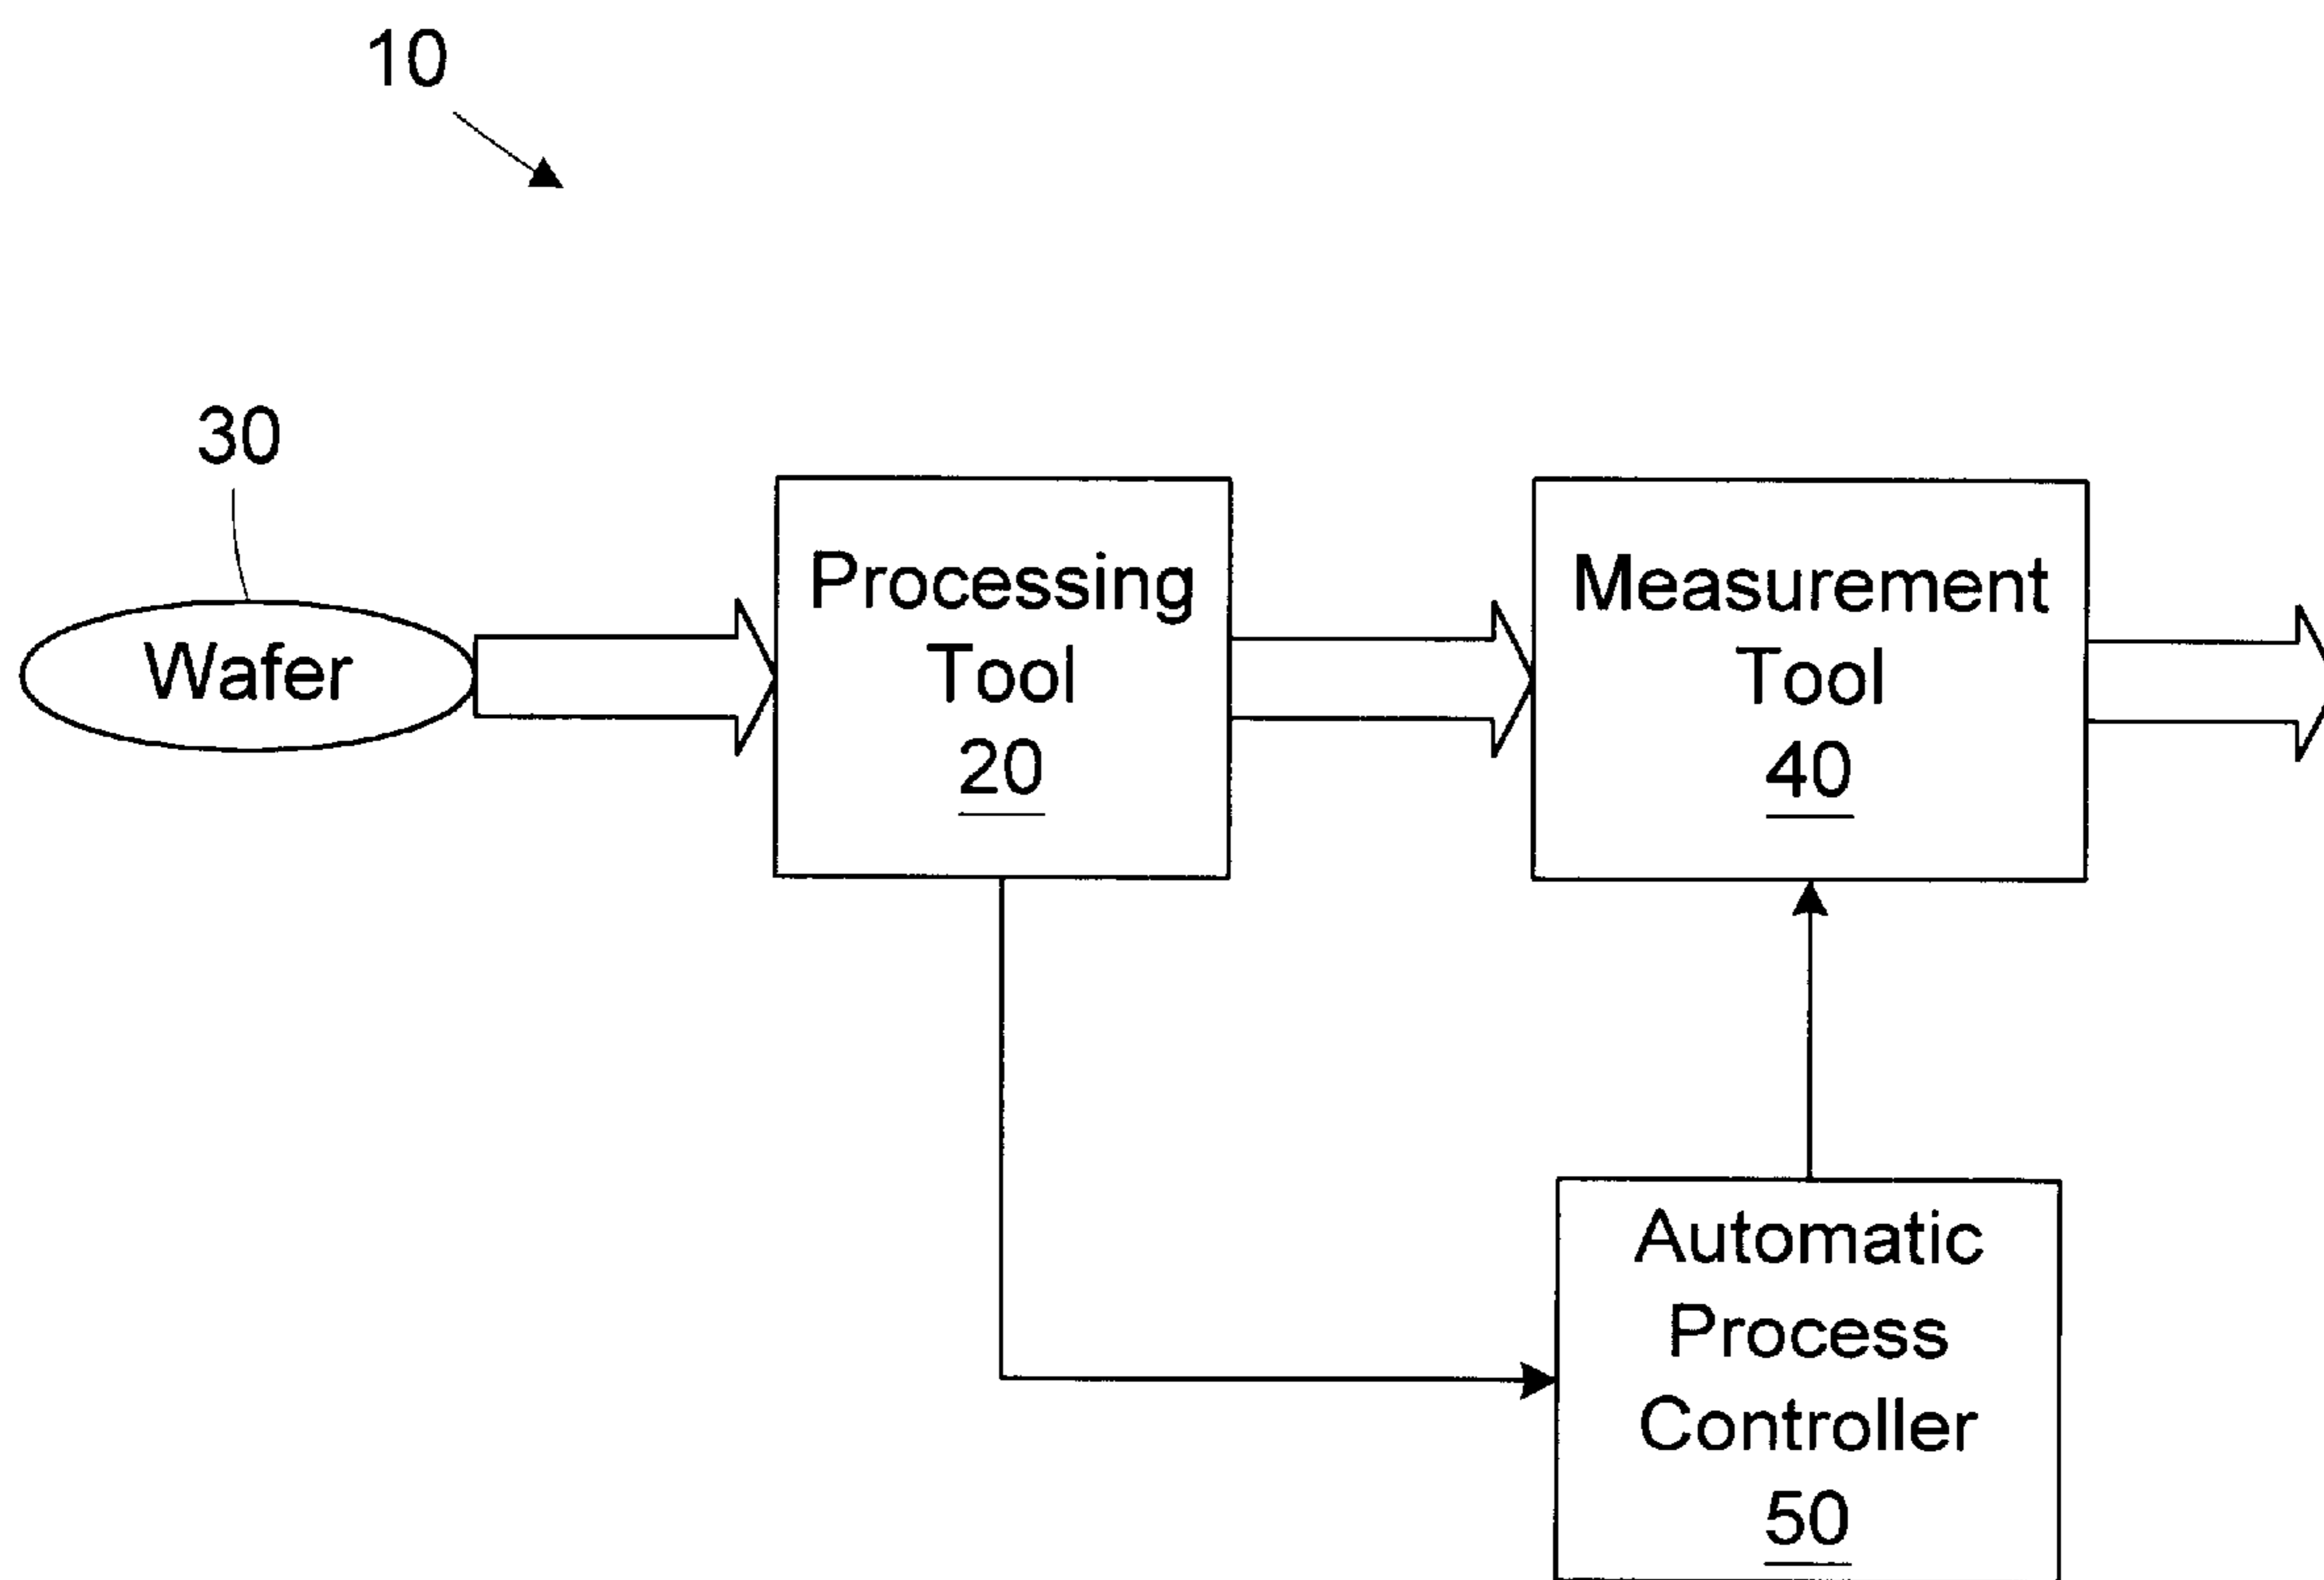 10
30
Wafer
Processing
Tool
20
Measurement
Tool
40
Automatic
Process
Controller
50